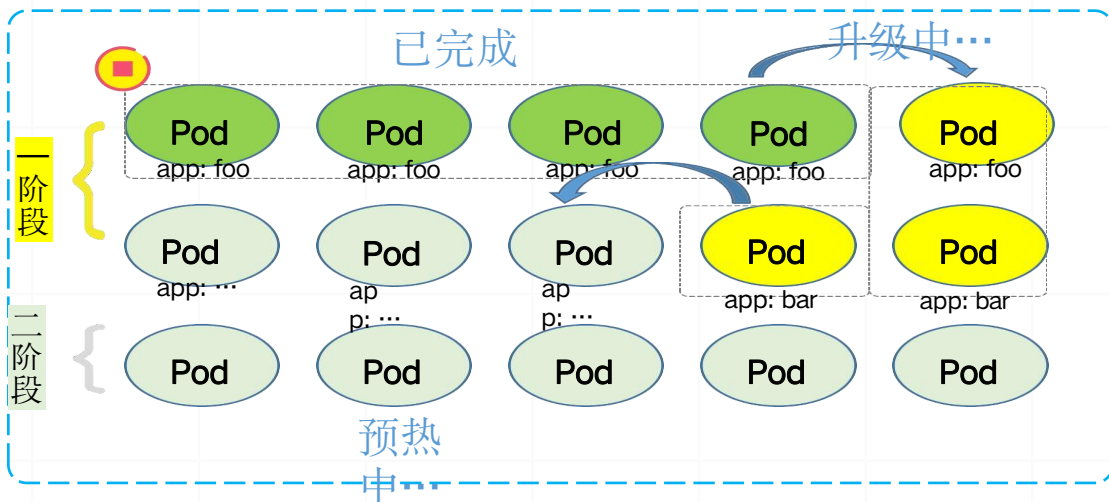 已完成
升级中…
一阶段
Pod
Pod
Pod
Pod
Pod
app: foo
app: foo
app: foo
app: foo
app: foo
Pod
Pod
Pod
Pod
Pod
app: …
ap
p: …
ap
p: …
app: bar
app: bar
二阶段
Pod
Pod
Pod
Pod
Pod
预热
中…